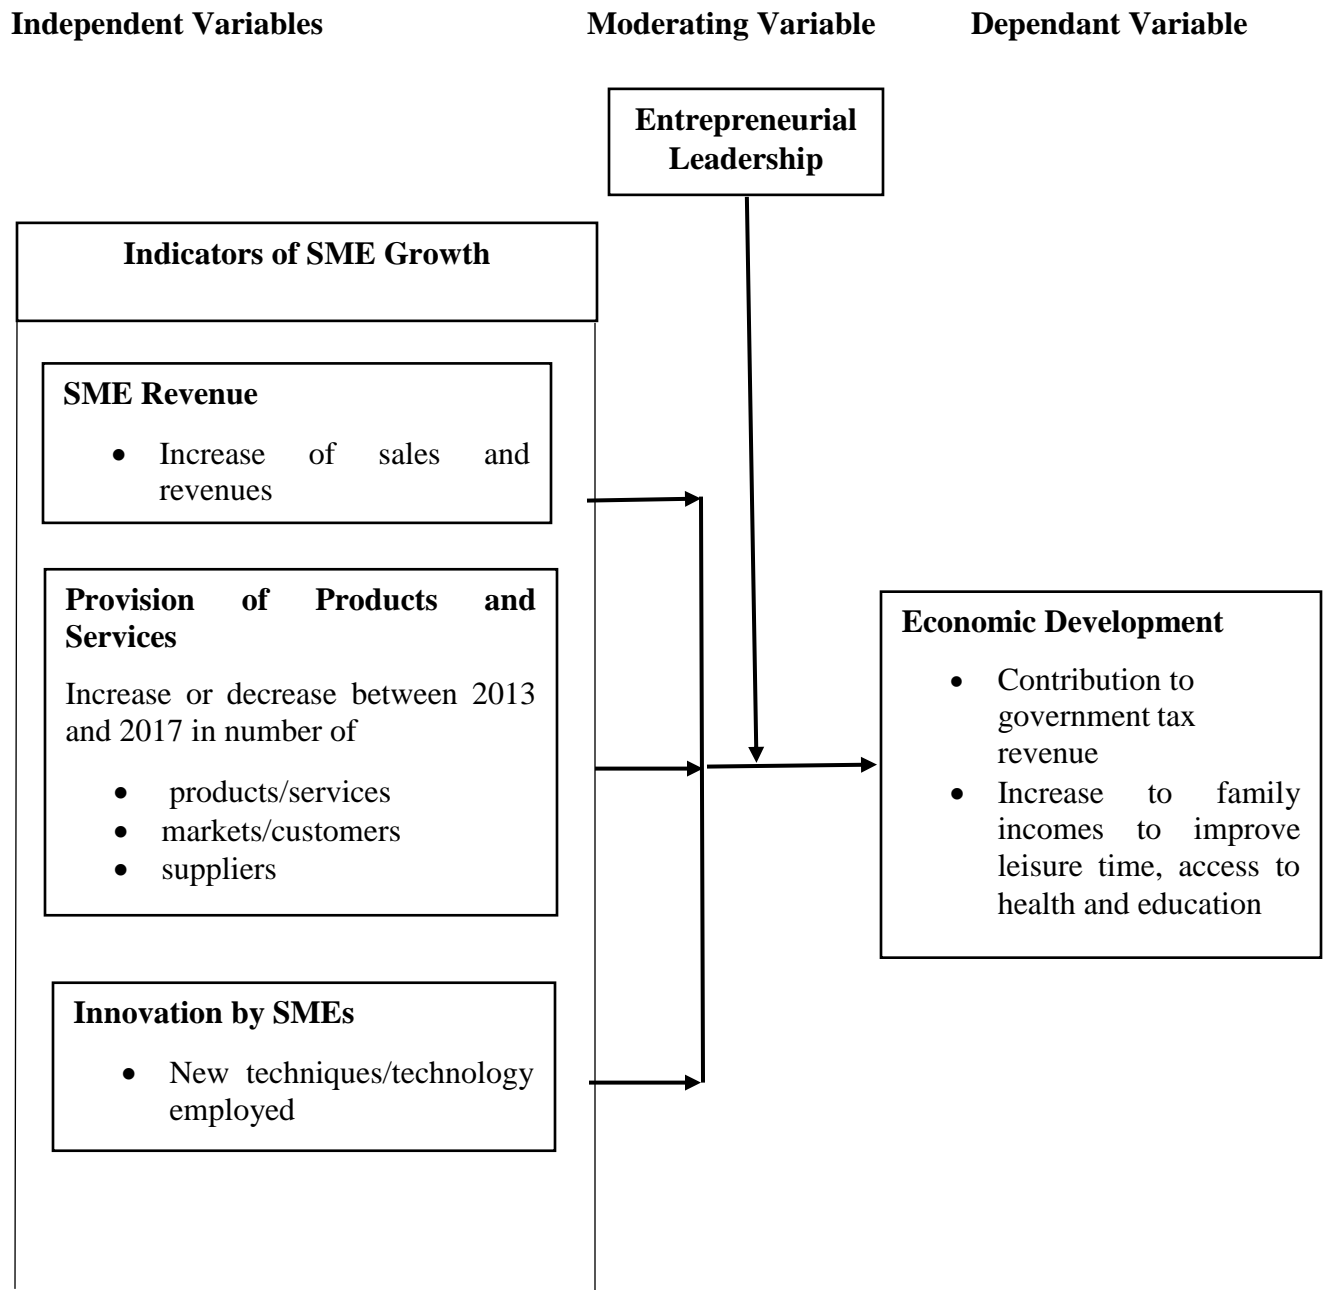 Independent Variables
Moderating Variable
Dependant Variable
Entrepreneurial
Leadership
Indicators of SME Growth
SME Revenue
• Increase of sales and
revenues
Provision of Products and
Services
Increase or decrease between 2013
and 2017 in number of
• products/services
• markets/customers
• suppliers
Innovation by SMEs
• New techniques/technology
employed
Economic Development
• Contribution to
government tax
revenue
• Increase to family
incomes to improve
leisure time, access to
health and education